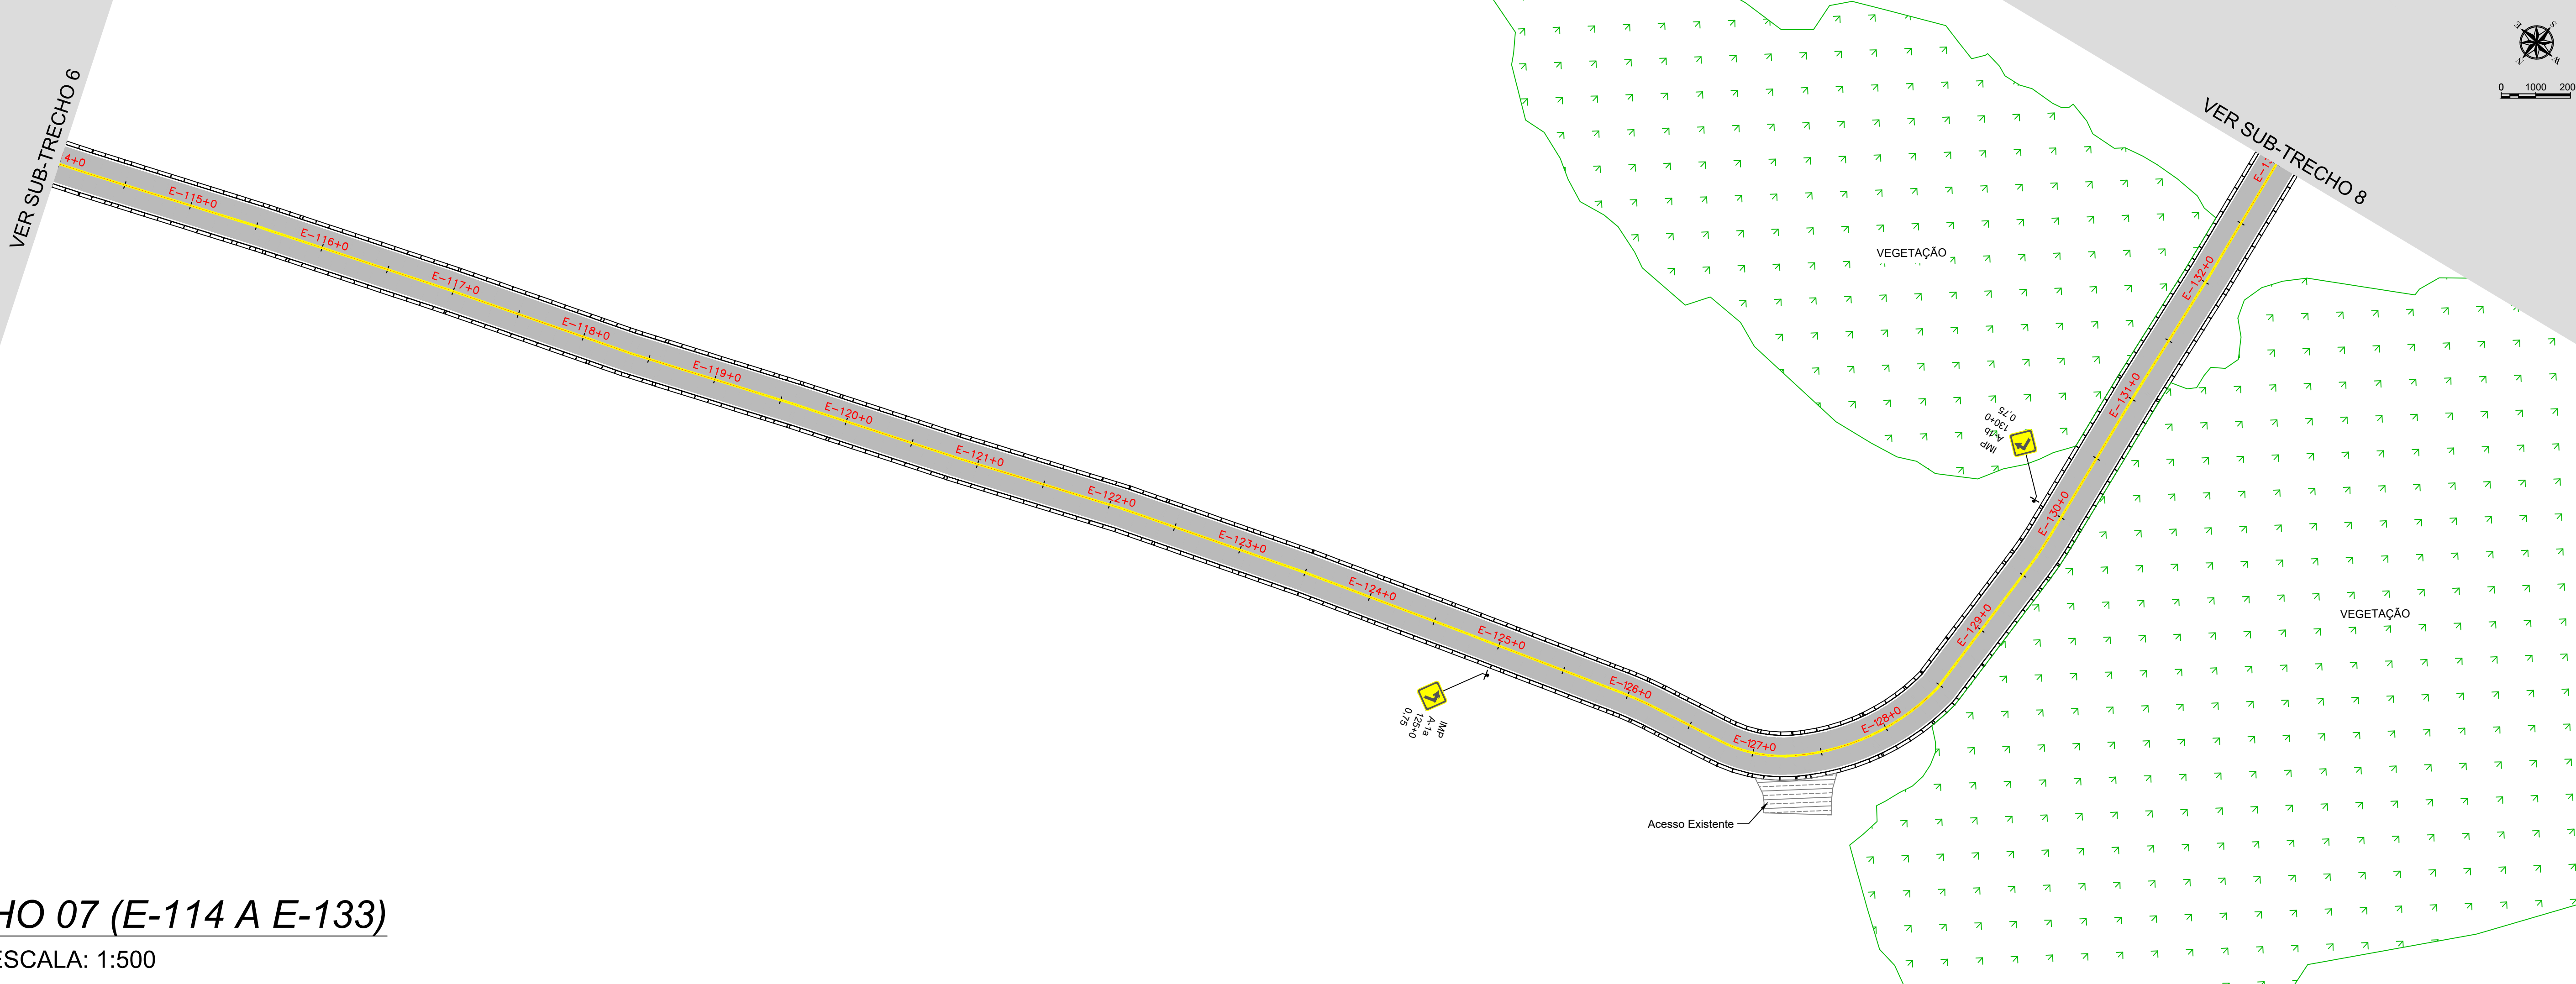 VER SUB-TRECHO 6
4+0
E-115+0
E-116+0
E-117+0
E-118+0
E-119+0
E-120+0
E-121+0
E-122+0
E-123+0
E-124+0
E-125+0
E-126+0
E-127+0
E-128+0
E-129+0
E-130+0
E-131+0
E-132+0
VER SUB-TRECHO 8
S
E
N
W
0 1000 200
VEGETAÇÃO
VEGETAÇÃO
IMP
A-1b
130+0
0,75
IMP
A-1a
125+0
0,75
Acesso Existente
HO 07 (E-114 A E-133)
ESCALA: 1:500